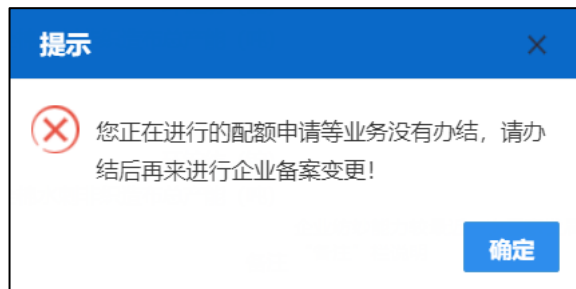 提示
您正在进行的配额申请等业务没有办结，请办
结后再来进行企业备案变更！
确定